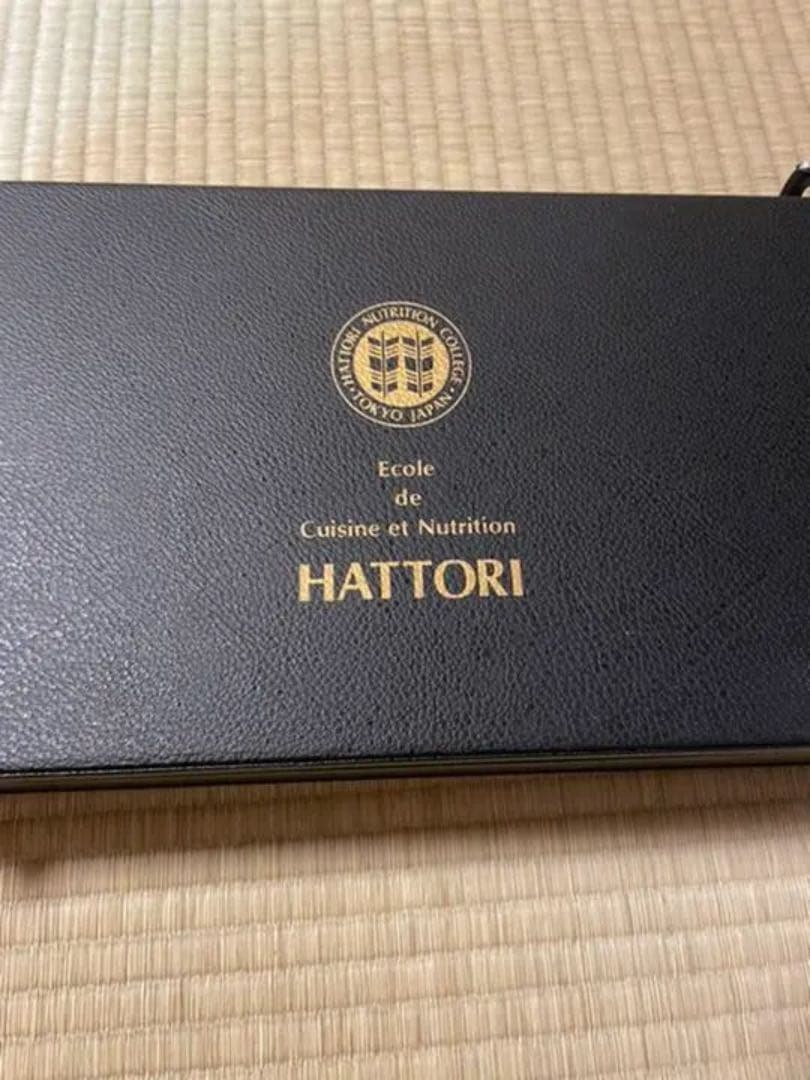 HATTORI NUTRITION COLLEGE
TOKYO JAPAN
Ecole
de
Cuisine et Nutrition
HATTORI